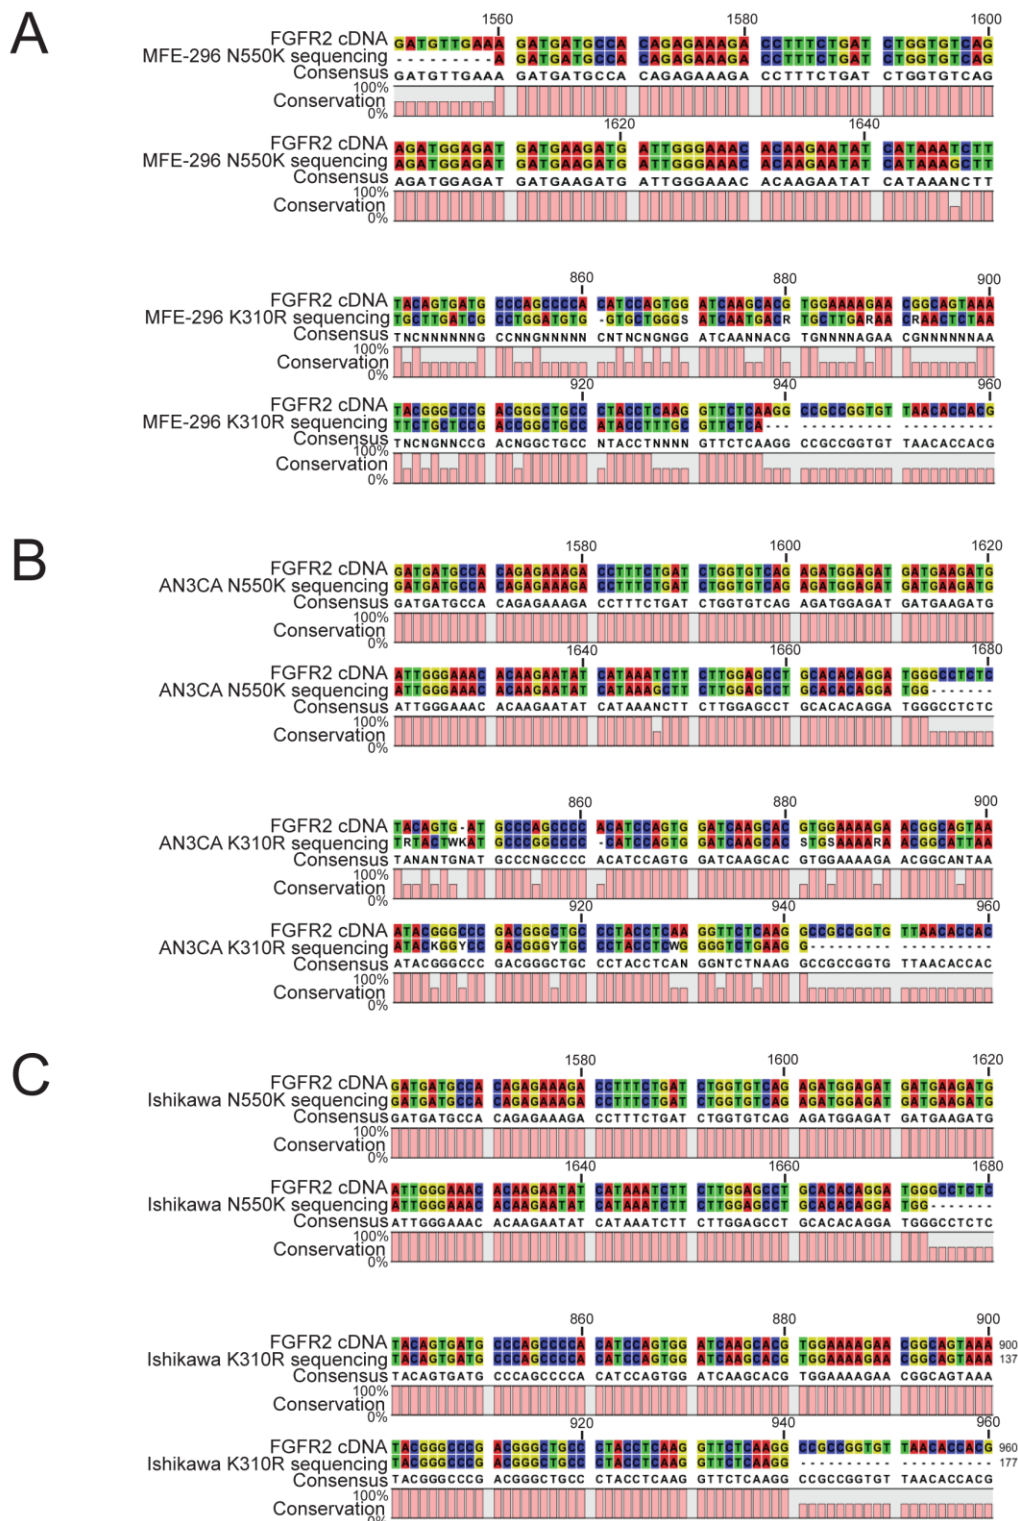 A
1560 1580 1600
FGFR2 cDNA GATGTTGAAA GATGATGCCA CAGAGAAAGA CCTTTCTGAT CTGGTGTCAG
MFE-296 N550K sequencing ---------A GATGATGCCA CAGAGAAAGA CCTTTCTGAT CTGGTGTCAG
Consensus GATGTTGAAA GATGATGCCA CAGAGAAAGA CCTTTCTGAT CTGGTGTCAG
100%
Conservation
0%
1620 1640
FGFR2 cDNA AGATGGAGAT GATGAAGATG ATTGGGAAAC ACAAGAATAT CATAAATCTT
MFE-296 N550K sequencing AGATGGAGAT GATGAAGATG ATTGGGAAAC ACAAGAATAT CATAAAGCTT
Consensus AGATGGAGAT GATGAAGATG ATTGGGAAAC ACAAGAATAT CATAAANCTT
100%
Conservation
0%
860 880 900
FGFR2 cDNA TACAGTGATG CCCAGCCCCA CATCCAGTGG ATCAAGCACG TGGAAAAGAA CGGCAGTAAA
MFE-296 K310R sequencing TGCTTGATCG CCTGGATGTG -GTGCTGGGS ATCAATGACR TGCTTGARAA CRAACTCTAA
Consensus TNCNNNNNNG CCNNGNNNNN CNTNCNGNGG ATCAANNACG TGNNNNAGAA CGNNNNNNAA
100%
Conservation
0%
920 940 960
FGFR2 cDNA TACGGGCCCG ACGGGCTGCC CTACCTCAAG GTTCTCAAGG CCGCCGGTGT TAACACCACG
MFE-296 K310R sequencing TTCTGCTCCG ACCGGCTGCC ATACCTTTGC GTTCTCA--- ---------- ----------
Consensus TNCNGNNCCG ACNGGCTGCC NTACCTNNNN GTTCTCAAGG CCGCCGGTGT TAACACCACG
100%
Conservation
0%
B
1580 1600 1620
FGFR2 cDNA GATGATGCCA CAGAGAAAGA CCTTTCTGAT CTGGTGTCAG AGATGGAGAT GATGAAGATG
AN3CA N550K sequencing GATGATGCCA CAGAGAAAGA CCTTTCTGAT CTGGTGTCAG AGATGGAGAT GATGAAGATG
Consensus GATGATGCCA CAGAGAAAGA CCTTTCTGAT CTGGTGTCAG AGATGGAGAT GATGAAGATG
100%
Conservation
0%
1640 1660 1680
FGFR2 cDNA ATTGGGAAAC ACAAGAATAT CATAAATCTT CTTGGAGCCT GCACACAGGA TGGGCCTCTC
AN3CA N550K sequencing ATTGGGAAAC ACAAGAATAT CATAAAGCTT CTTGGAGCCT GCACACAGGA TGG-------
Consensus ATTGGGAAAC ACAAGAATAT CATAAANCTT CTTGGAGCCT GCACACAGGA TGGGCCTCTC
100%
Conservation
0%
860 880 900
FGFR2 cDNA TACAGTG-AT GCCCAGCCCC ACATCCAGTG GATCAAGCAC GTGGAAAAGA ACGGCAGTAA
AN3CA K310R sequencing TRTACTWKAT GCCCGGCCCC -CATCCAGTG GATCAAGCAC STGSAAAARA ACGGCATTAA
Consensus TANANTGNAT GCCCNGCCCC ACATCCAGTG GATCAAGCAC GTGGAAAAGA ACGGCANTAA
100%
Conservation
0%
920 940 960
FGFR2 cDNA ATACGGGCCC GACGGGCTGC CCTACCTCAA GGTTCTCAAG GCCGCCGGTG TTAACACCAC
AN3CA K310R sequencing ATACKGGYCC GACGGGYTGC CCTACCTCWG GGGTCTGAAG G--------- ----------
Consensus ATACGGGCCC GACGGGCTGC CCTACCTCAN GGNTCTNAAG GCCGCCGGTG TTAACACCAC
100%
Conservation
0%
C
1580 1600 1620
FGFR2 cDNA GATGATGCCA CAGAGAAAGA CCTTTCTGAT CTGGTGTCAG AGATGGAGAT GATGAAGATG
Ishikawa N550K sequencing GATGATGCCA CAGAGAAAGA CCTTTCTGAT CTGGTGTCAG AGATGGAGAT GATGAAGATG
Consensus GATGATGCCA CAGAGAAAGA CCTTTCTGAT CTGGTGTCAG AGATGGAGAT GATGAAGATG
100%
Conservation
0%
1640 1660 1680
FGFR2 cDNA ATTGGGAAAC ACAAGAATAT CATAAATCTT CTTGGAGCCT GCACACAGGA TGGGCCTCTC
Ishikawa N550K sequencing ATTGGGAAAC ACAAGAATAT CATAAATCTT CTTGGAGCCT GCACACAGGA TGG-------
Consensus ATTGGGAAAC ACAAGAATAT CATAAATCTT CTTGGAGCCT GCACACAGGA TGGGCCTCTC
100%
Conservation
0%
860 880 900
FGFR2 cDNA TACAGTGATG CCCAGCCCCA CATCCAGTGG ATCAAGCACG TGGAAAAGAA CGGCAGTAAA 900
Ishikawa K310R sequencing TACAGTGATG CCCAGCCCCA CATCCAGTGG ATCAAGCACG TGGAAAAGAA CGGCAGTAAA 137
Consensus TACAGTGATG CCCAGCCCCA CATCCAGTGG ATCAAGCACG TGGAAAAGAA CGGCAGTAAA
100%
Conservation
0%
920 940 960
FGFR2 cDNA TACGGGCCCG ACGGGCTGCC CTACCTCAAG GTTCTCAAGG CCGCCGGTGT TAACACCACG 960
Ishikawa K310R sequencing TACGGGCCCG ACGGGCTGCC CTACCTCAAG GTTCTCAAGG ---------- ---------- 177
Consensus TACGGGCCCG ACGGGCTGCC CTACCTCAAG GTTCTCAAGG CCGCCGGTGT TAACACCACG
100%
Conservation
0%